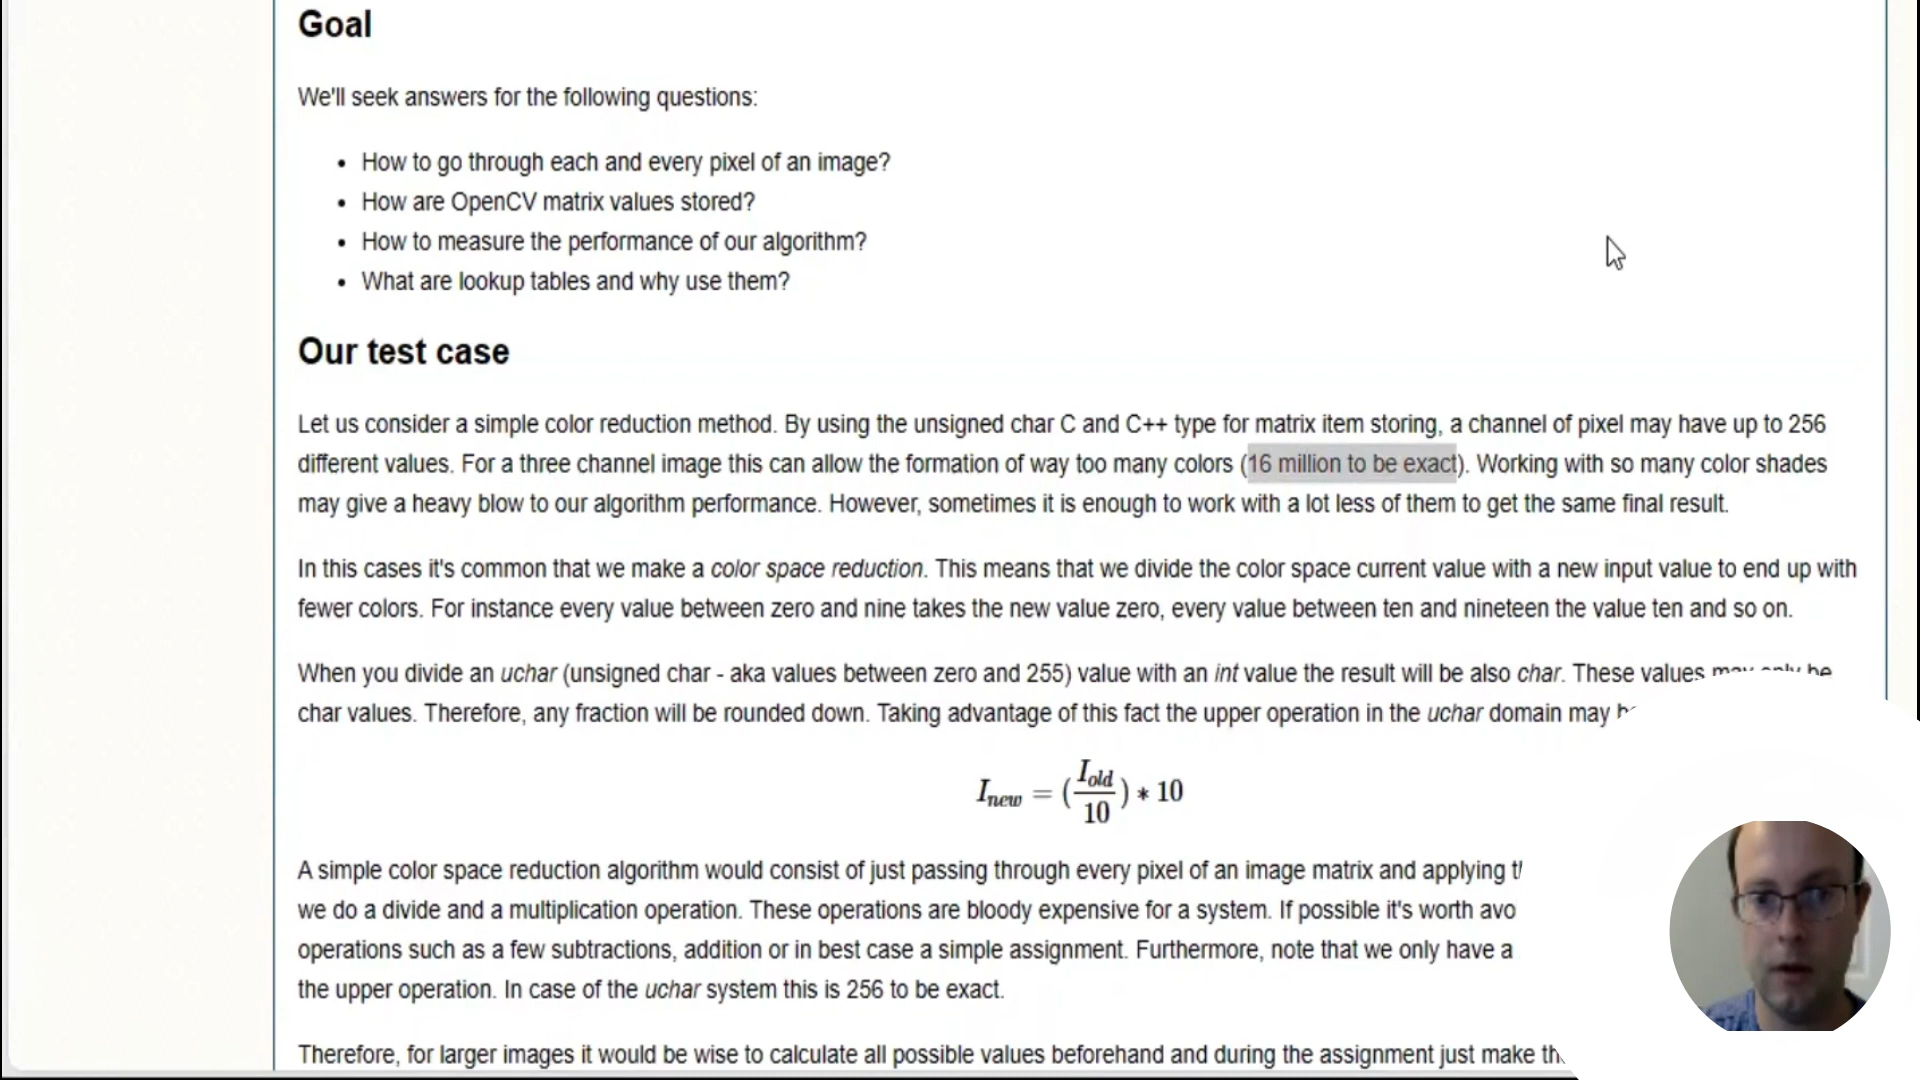 Goal
We'll seek answers for the following questions:
• How to go through each and every pixel of an image?
• How are OpenCV matrix values stored?
• How to measure the performance of our algorithm?
• What are lookup tables and why use them?
Our test case
Let us consider a simple color reduction method. By using the unsigned char C and C++ type for matrix item storing, a channel of pixel may have up to 256
different values. For a three channel image this can allow the formation of way too many colors (16 million to be exact). Working with so many color shades
may give a heavy blow to our algorithm performance. However, sometimes it is enough to work with a lot less of them to get the same final result.
In this cases it's common that we make a color space reduction. This means that we divide the color space current value with a new input value to end up with
fewer colors. For instance every value between zero and nine takes the new value zero, every value between ten and nineteen the value ten and so on.
When you divide an uchar (unsigned char - aka values between zero and 255) value with an int value the result will be also char. These values may only be
char values. Therefore, any fraction will be rounded down. Taking advantage of this fact the upper operation in the uchar domain may
I_new = (I_old / 10) * 10
A simple color space reduction algorithm would consist of just passing through every pixel of an image matrix and applying
we do a divide and a multiplication operation. These operations are bloody expensive for a system. If possible it's worth avo
operations such as a few subtractions, addition or in best case a simple assignment. Furthermore, note that we only have a
the upper operation. In case of the uchar system this is 256 to be exact.
Therefore, for larger images it would be wise to calculate all possible values beforehand and during the assignment just make